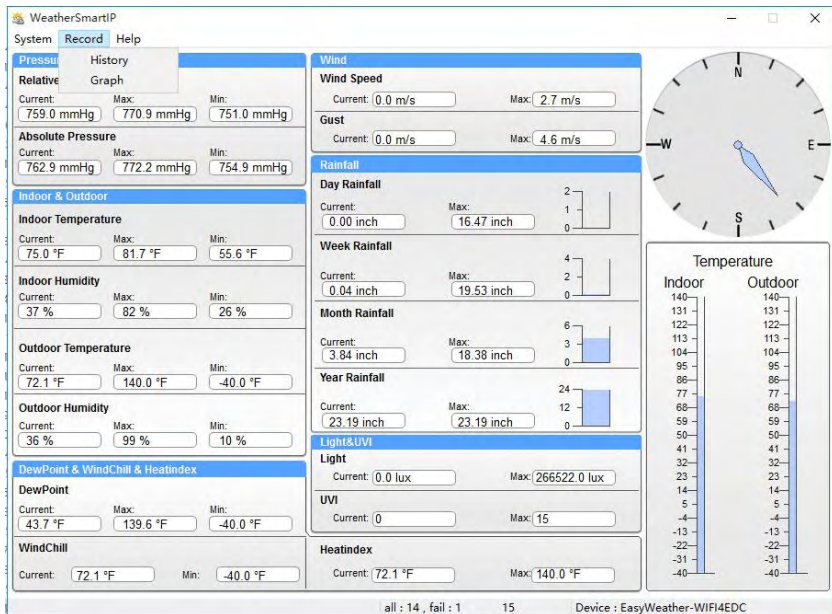 WeatherSmartIP
System Record Help
History
Graph
Relative
Current: Max: Min:
759.0 mmHg 770.9 mmHg 751.0 mmHg
Absolute Pressure
Current: Max: Min:
762.9 mmHg 772.2 mmHg 754.9 mmHg
Indoor & Outdoor
Indoor Temperature
Current: Max: Min:
75.0 °F 81.7 °F 55.6 °F
Indoor Humidity
Current: Max: Min:
37 % 82 % 26 %
Outdoor Temperature
Current: Max: Min:
72.1 °F 140.0 °F -40.0 °F
Outdoor Humidity
Current: Max: Min:
36 % 99 % 10 %
DewPoint & WindChill & Heatindex
DewPoint
Current: Max: Min:
43.7 °F 139.6 °F -40.0 °F
WindChill
Current: 72.1 °F Min: -40.0 °F
Wind
Wind Speed
Current: 0.0 m/s Max: 2.7 m/s
Gust
Current: 0.0 m/s Max: 4.6 m/s
Rainfall
Day Rainfall
Current: Max:
0.00 inch 16.47 inch
2
1
0
Week Rainfall
Current: Max:
0.04 inch 19.53 inch
4
2
0
Month Rainfall
Current: Max:
3.84 inch 18.38 inch
6
3
0
Year Rainfall
Current: Max:
23.19 inch 23.19 inch
24
12
0
Light&UVI
Light
Current: 0.0 lux Max: 266522.0 lux
UVI
Current: 0 Max: 15
Heatindex
Current: 72.1 °F Max: 140.0 °F
N
W E
S
Temperature
Indoor Outdoor
140 140
131 131
122 122
113 113
104 104
95 95
86 86
77 77
68 68
59 59
50 50
41 41
32 32
23 23
14 14
5 5
-4 -4
-13 -13
-22 -22
-31 -31
-40 -40
all : 14 , fail : 1 15 Device : EasyWeather-WIFI4EDC